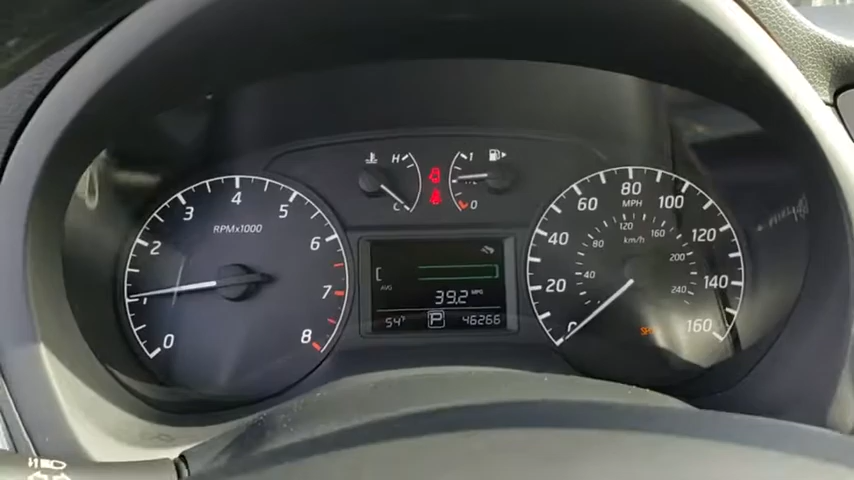 H 1
C 0
0 1 2 3 4 5 6 7 8
RPMx1000
AVG
39.2 MPG
54° P 46266
0 20 40 60 80 100 120 140 160
MPH
40 80 120 160 200 240
km/h